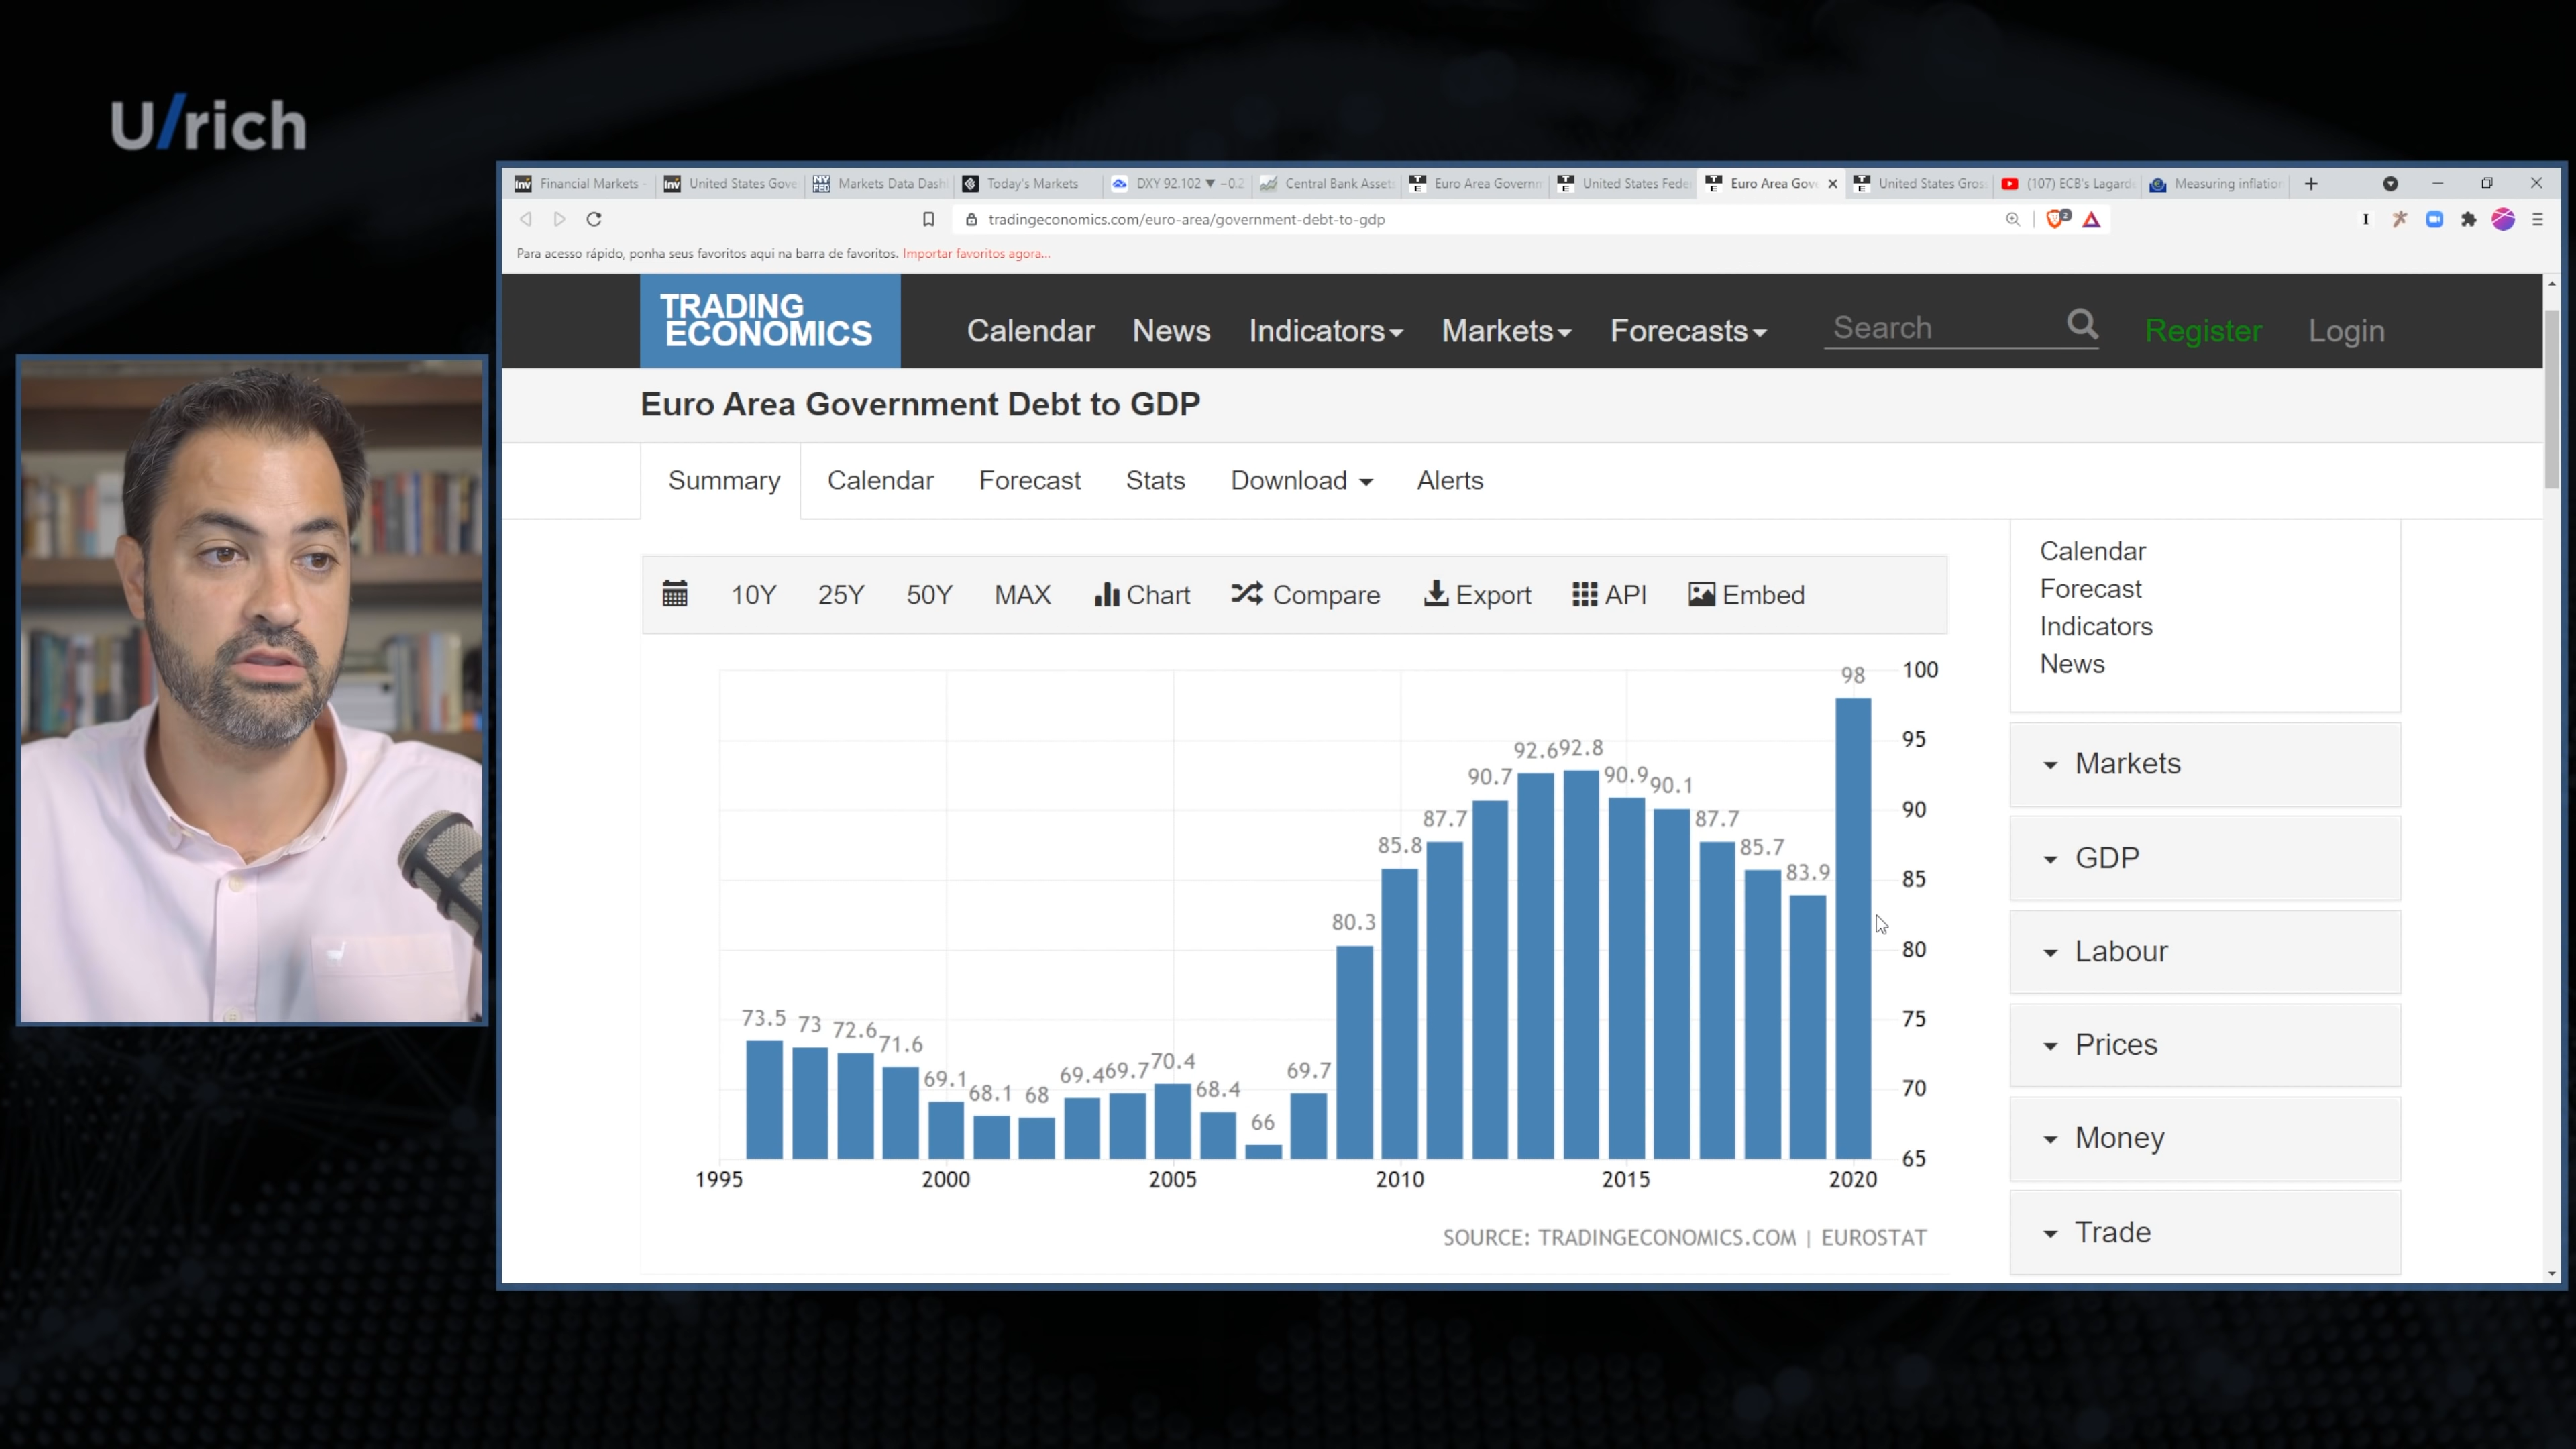 U/rich
Financial Markets -
United States Gove
Markets Data Dash
Today's Markets
DXY 92.102 ▼ −0.2
Central Bank Asset
Euro Area Governm
United States Fede
Euro Area Gov
United States Gros
(107) ECB's Lagard
Measuring inflation
tradingeconomics.com/euro-area/government-debt-to-gdp
2
Para acesso rápido, ponha seus favoritos aqui na barra de favoritos. Importar favoritos agora...
TRADING
ECONOMICS
Calendar News Indicators Markets Forecasts Search Register Login
Euro Area Government Debt to GDP
Summary Calendar Forecast Stats Download Alerts
10Y 25Y 50Y MAX Chart Compare Export API Embed
73.5 73 72.6 71.6 69.1 68.1 68 69.4 69.7 70.4 68.4 66 69.7 80.3 85.8 87.7 90.7 92.6 92.8 90.9 90.1 87.7 85.7 83.9 98
100
95
90
85
80
75
70
65
1995 2000 2005 2010 2015 2020
SOURCE: TRADINGECONOMICS.COM | EUROSTAT
Calendar
Forecast
Indicators
News
Markets
GDP
Labour
Prices
Money
Trade